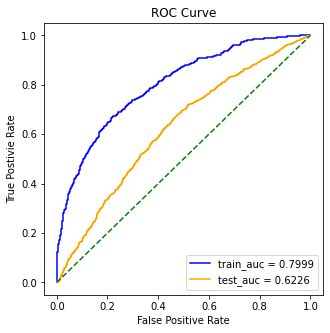 ROC Curve
1.0
0.8
0.6
0.4
0.2
0.0
True Postivie Rate
train_auc = 0.7999
test_auc = 0.6226
0.0 0.2 0.4 0.6 0.8 1.0
False Positive Rate